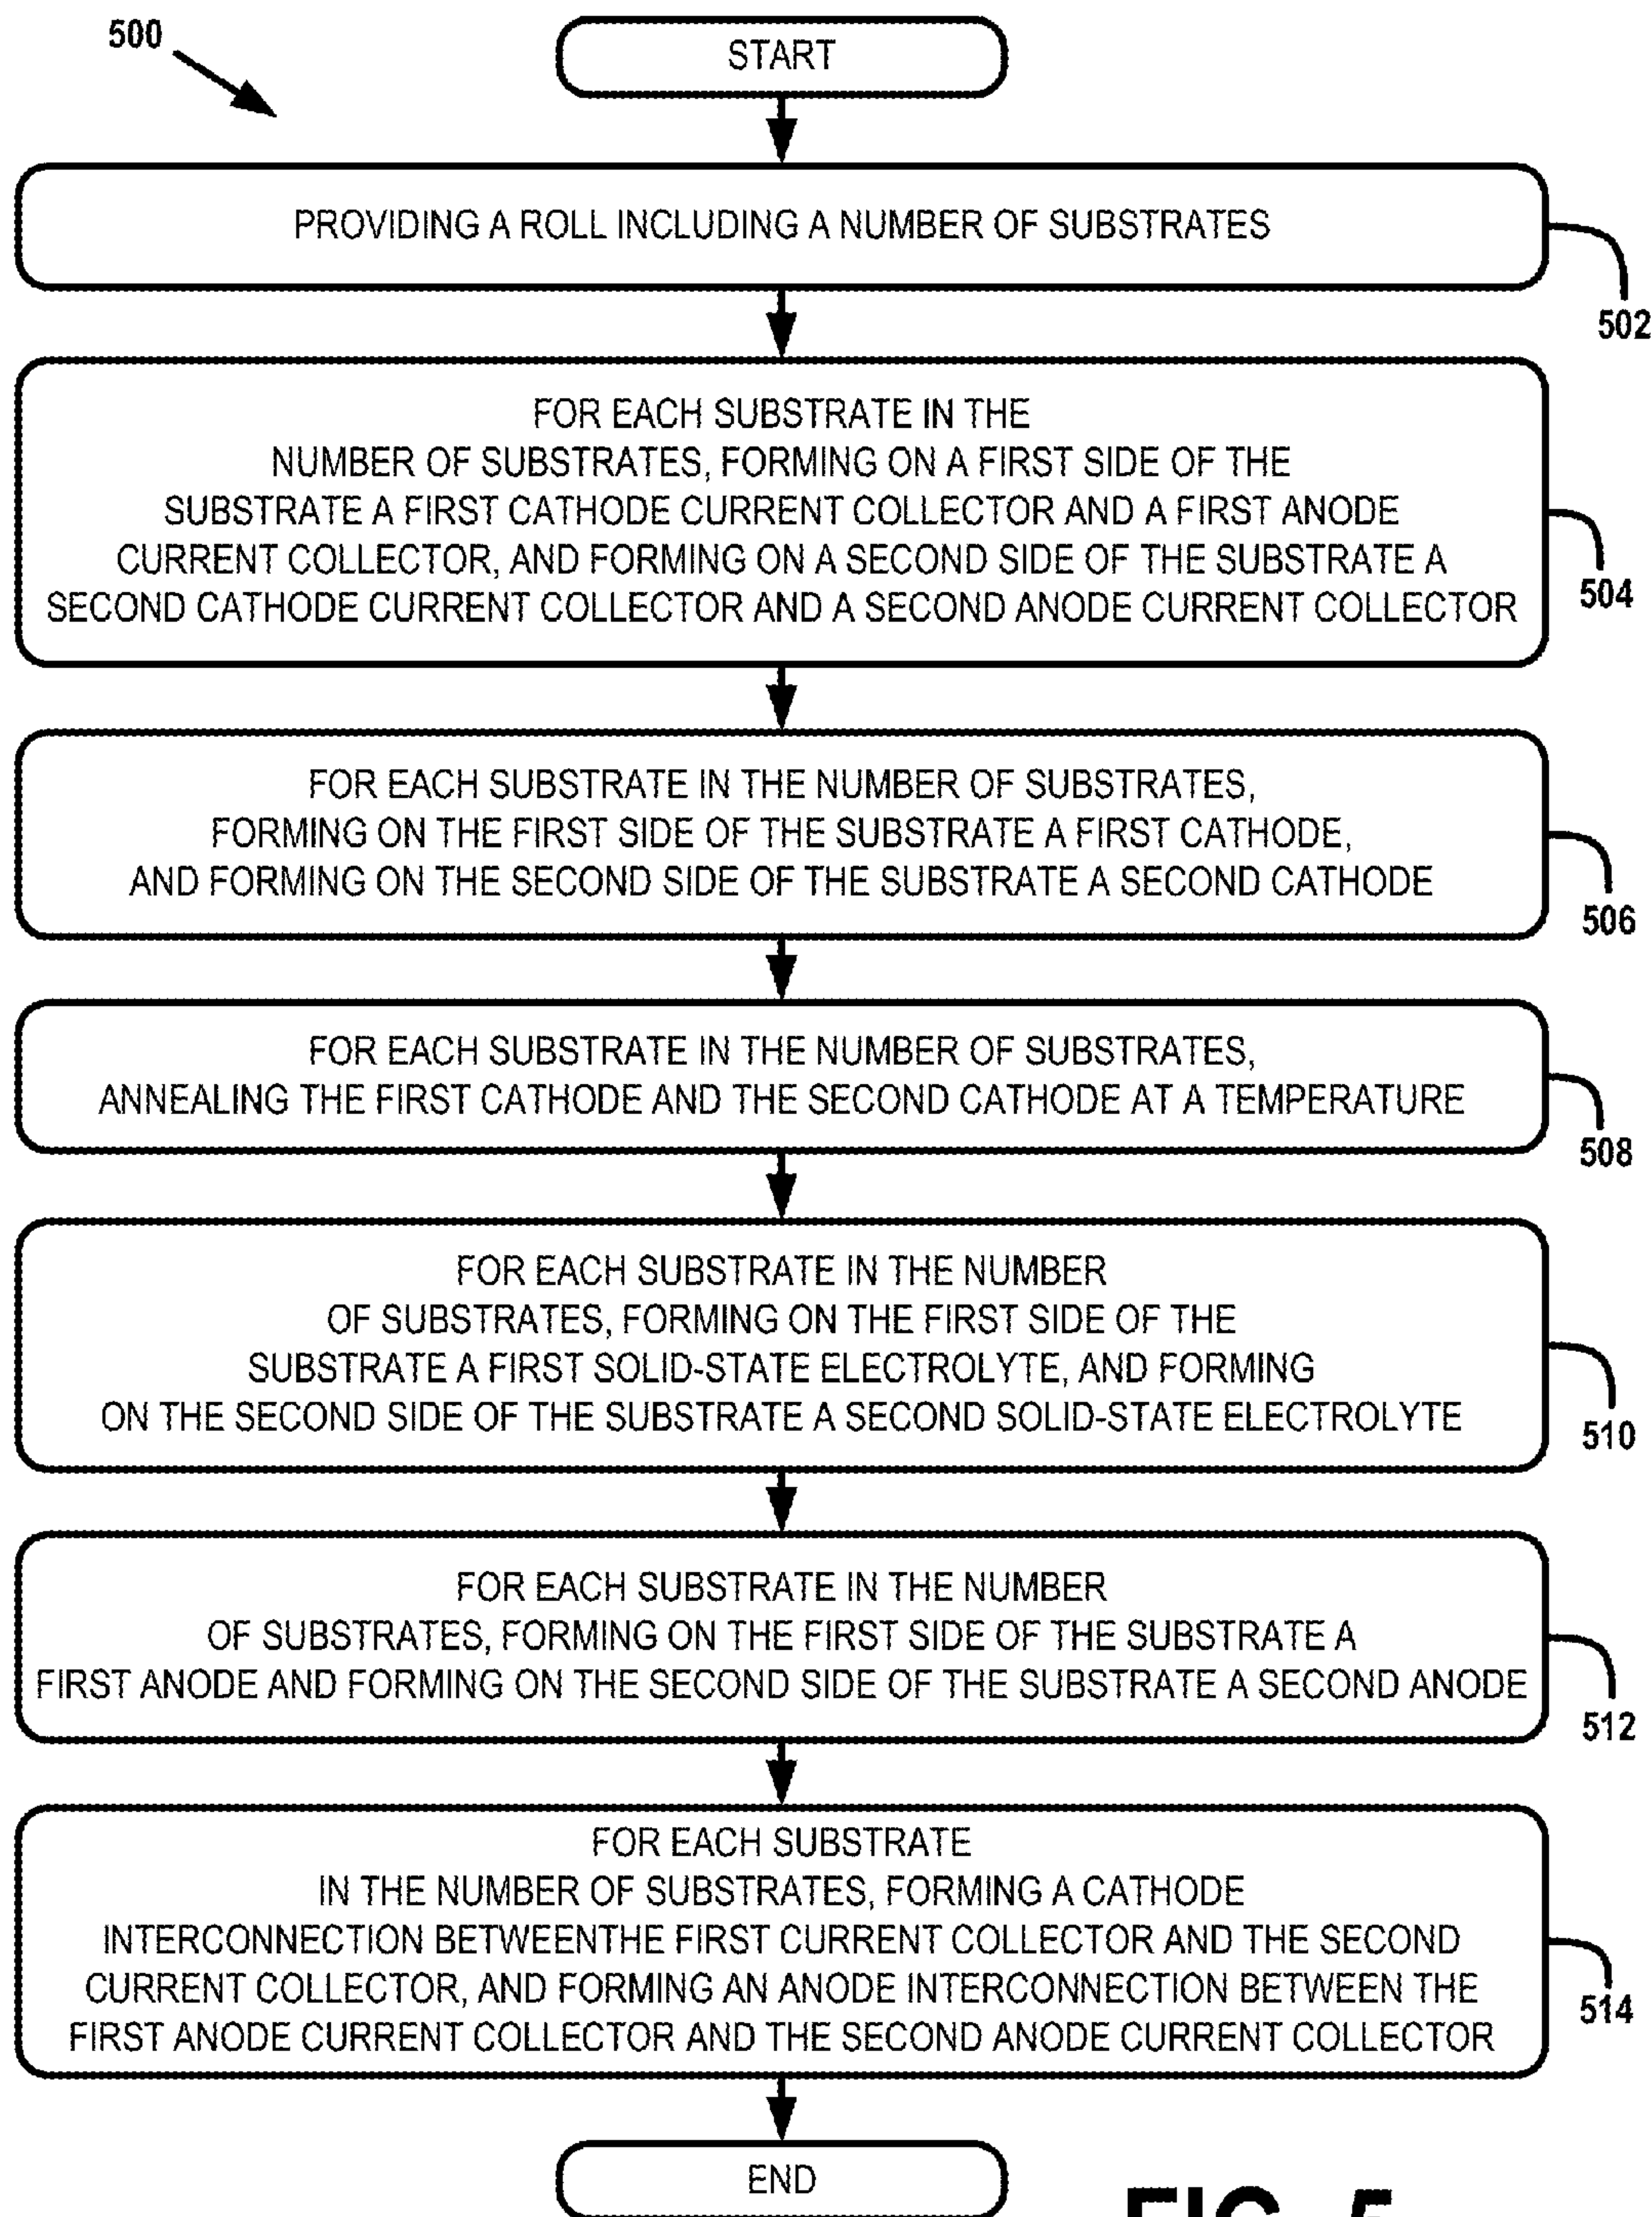 500
START
PROVIDING A ROLL INCLUDING A NUMBER OF SUBSTRATES
502
FOR EACH SUBSTRATE IN THE
NUMBER OF SUBSTRATES, FORMING ON A FIRST SIDE OF THE
SUBSTRATE A FIRST CATHODE CURRENT COLLECTOR AND A FIRST ANODE
CURRENT COLLECTOR, AND FORMING ON A SECOND SIDE OF THE SUBSTRATE A
SECOND CATHODE CURRENT COLLECTOR AND A SECOND ANODE CURRENT COLLECTOR
504
FOR EACH SUBSTRATE IN THE NUMBER OF SUBSTRATES,
FORMING ON THE FIRST SIDE OF THE SUBSTRATE A FIRST CATHODE,
AND FORMING ON THE SECOND SIDE OF THE SUBSTRATE A SECOND CATHODE
506
FOR EACH SUBSTRATE IN THE NUMBER OF SUBSTRATES,
ANNEALING THE FIRST CATHODE AND THE SECOND CATHODE AT A TEMPERATURE
508
FOR EACH SUBSTRATE IN THE NUMBER
OF SUBSTRATES, FORMING ON THE FIRST SIDE OF THE
SUBSTRATE A FIRST SOLID-STATE ELECTROLYTE, AND FORMING
ON THE SECOND SIDE OF THE SUBSTRATE A SECOND SOLID-STATE ELECTROLYTE
510
FOR EACH SUBSTRATE IN THE NUMBER
OF SUBSTRATES, FORMING ON THE FIRST SIDE OF THE SUBSTRATE A
FIRST ANODE AND FORMING ON THE SECOND SIDE OF THE SUBSTRATE A SECOND ANODE
512
FOR EACH SUBSTRATE
IN THE NUMBER OF SUBSTRATES, FORMING A CATHODE
INTERCONNECTION BETWEENTHE FIRST CURRENT COLLECTOR AND THE SECOND
CURRENT COLLECTOR, AND FORMING AN ANODE INTERCONNECTION BETWEEN THE
FIRST ANODE CURRENT COLLECTOR AND THE SECOND ANODE CURRENT COLLECTOR
514
END
FIG. 5